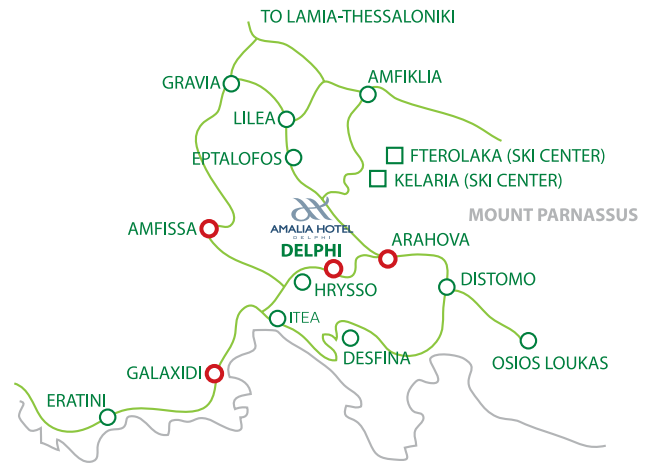 TO LAMIA-THESSALONIKI
GRAVIA
AMFIKLIA
LILEA
EPTALOFOS
FTEROLAKA (SKI CENTER)
KELARIA (SKI CENTER)
MOUNT PARNASSUS
AMFISSA
AMALIA HOTEL
DELPHI
DELPHI
ARAHOVA
HRYSSO
DISTOMO
ITEA
DESFINA
OSIOS LOUKAS
GALAXIDI
ERATINI